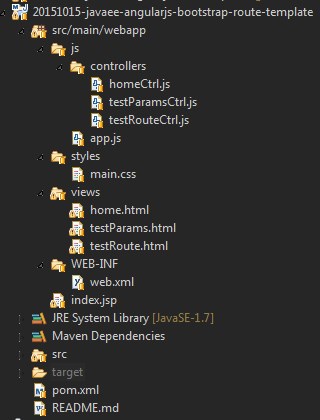 20151015-javaee-angularjs-bootstrap-route-template
src/main/webapp
js
controllers
homeCtrl.js
testParamsCtrl.js
testRouteCtrl.js
app.js
styles
main.css
views
home.html
testParams.html
testRoute.html
WEB-INF
web.xml
index.jsp
JRE System Library [JavaSE-1.7]
Maven Dependencies
src
target
pom.xml
README.md